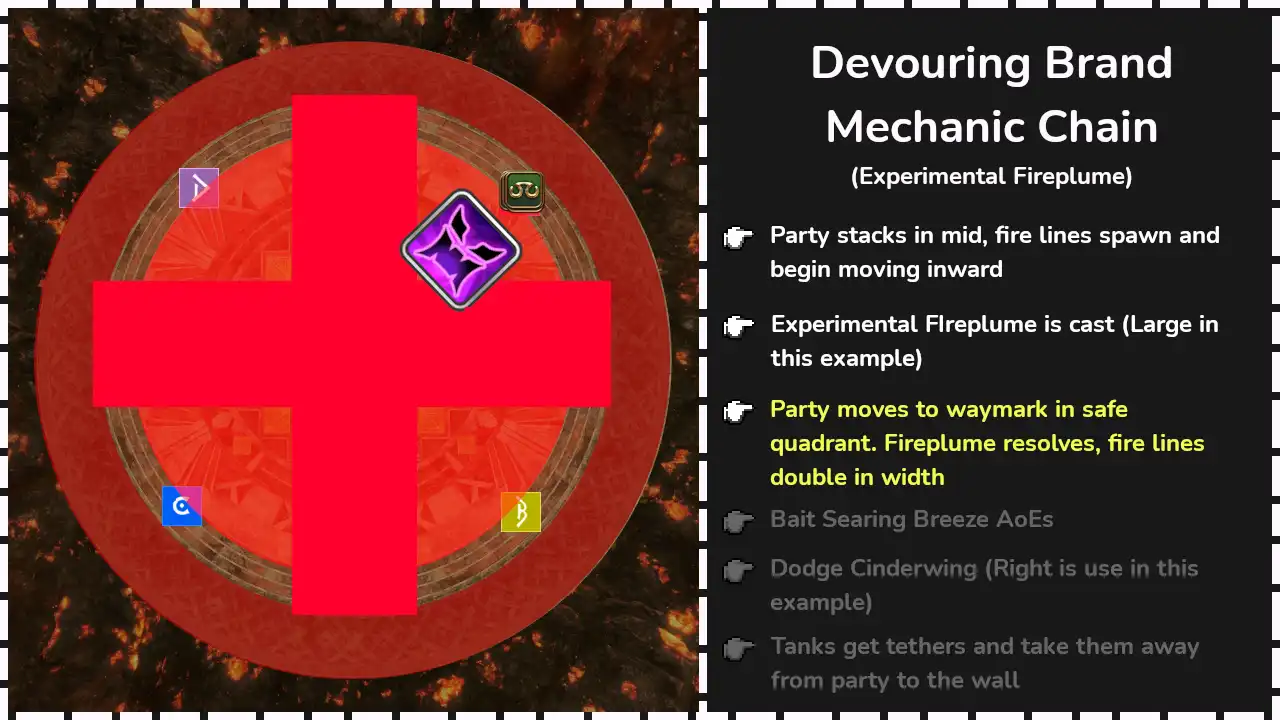 Devouring Brand
Mechanic Chain
(Experimental Fireplume)
Party stacks in mid, fire lines spawn and
begin moving inward
Experimental FIreplume is cast (Large in
this example)
Party moves to waymark in safe
quadrant. Fireplume resolves, fire lines
double in width
Bait Searing Breeze AoEs
Dodge Cinderwing (Right is use in this
example)
Tanks get tethers and take them away
from party to the wall